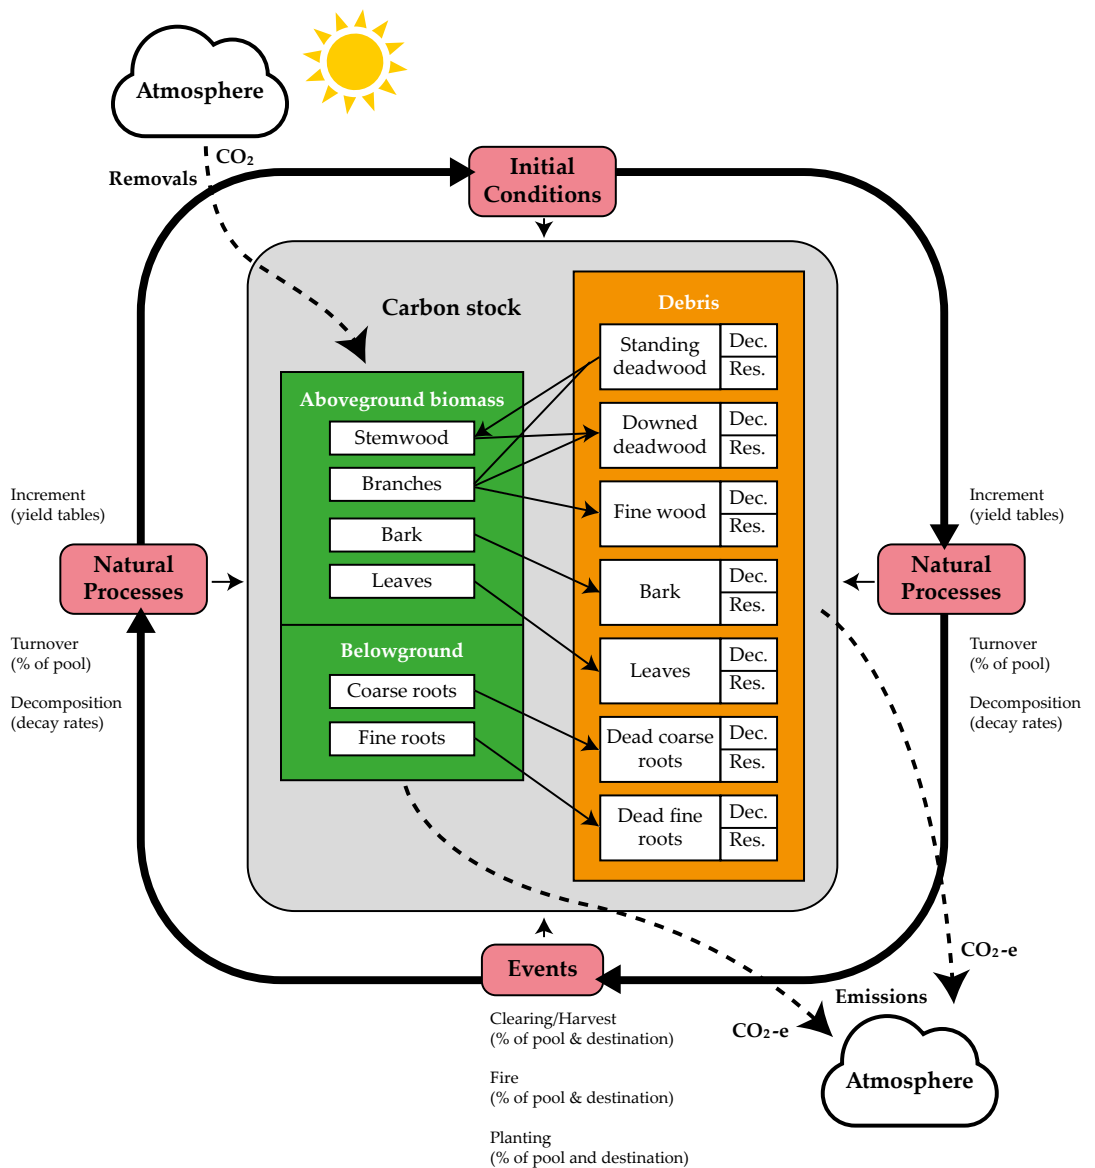 Atmosphere
CO₂
Removals
Initial
Conditions
Carbon stock
Debris
Standing
deadwood
Dec.
Res.
Downed
deadwood
Dec.
Res.
Fine wood
Dec.
Res.
Bark
Dec.
Res.
Leaves
Dec.
Res.
Dead coarse
roots
Dec.
Res.
Dead fine
roots
Dec.
Res.
Aboveground biomass
Stemwood
Branches
Bark
Leaves
Belowground
Coarse roots
Fine roots
Increment
(yield tables)
Natural
Processes
Turnover
(% of pool)
Decomposition
(decay rates)
Increment
(yield tables)
Natural
Processes
Turnover
(% of pool)
Decomposition
(decay rates)
Events
Clearing/Harvest
(% of pool & destination)
Fire
(% of pool & destination)
Planting
(% of pool and destination)
CO₂-e
Emissions
CO₂-e
Atmosphere